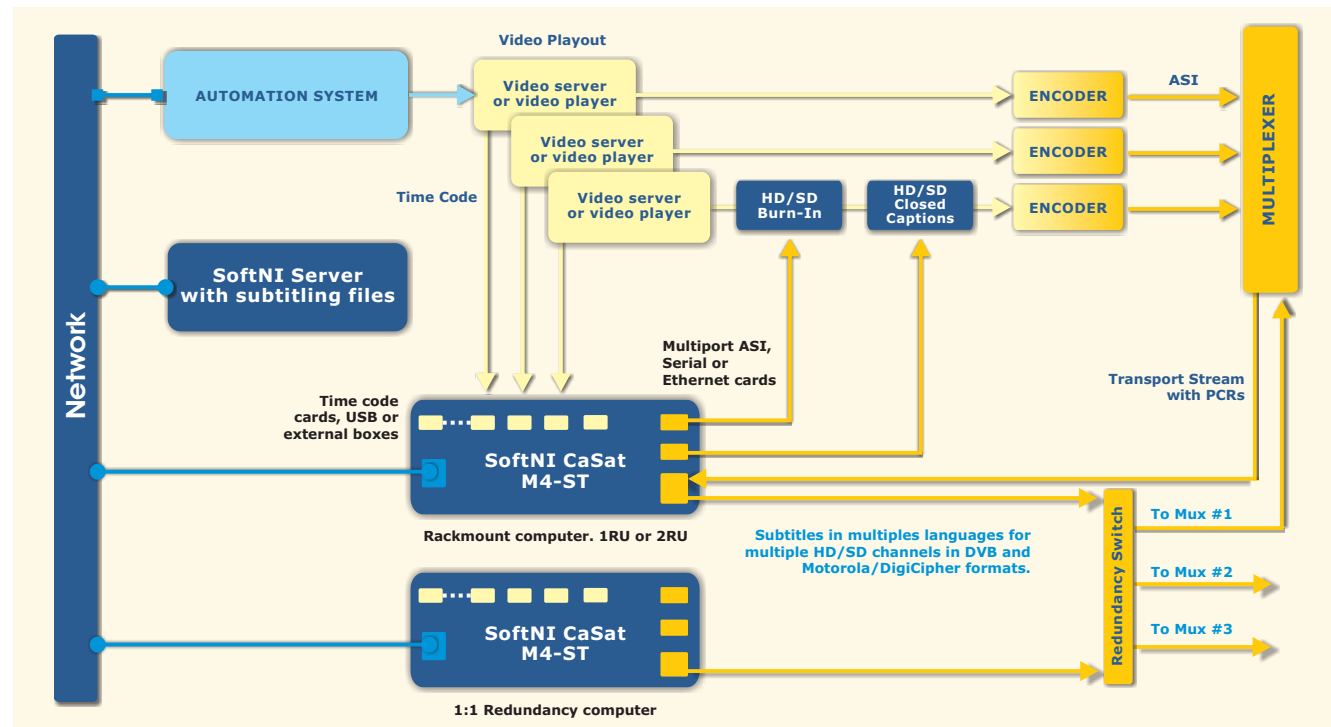 Video Playout
AUTOMATION SYSTEM
Video server
or video player
ENCODER
ASI
MULTIPLEXER
Video server
or video player
ENCODER
Time Code
Video server
or video player
HD/SD
Burn-In
HD/SD
Closed
Captions
ENCODER
Network
SoftNI Server
with subtitling files
Multiport ASI,
Serial or
Ethernet cards
Transport Stream
with PCRs
Time code
cards, USB or
external boxes
SoftNI CaSat
M4-ST
Rackmount computer. 1RU or 2RU
Subtitles in multiples languages for
multiple HD/SD channels in DVB and
Motorola/DigiCipher formats.
Redundancy Switch
To Mux #1
To Mux #2
To Mux #3
SoftNI CaSat
M4-ST
1:1 Redundancy computer